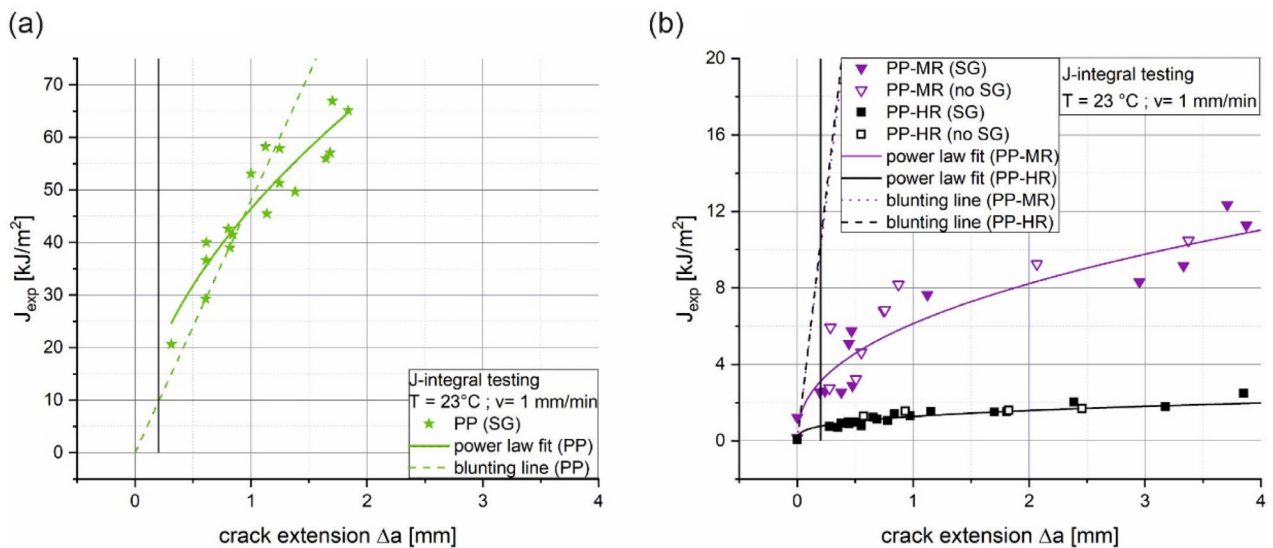 (a)
70
60
50
40
30
20
10
0
J_exp [kJ/m²]
J-integral testing
T = 23°C ; v= 1 mm/min
PP (SG)
power law fit (PP)
blunting line (PP)
0 1 2 3 4
crack extension Δa [mm]
(b)
20
16
12
8
4
0
J_exp [kJ/m²]
PP-MR (SG)
PP-MR (no SG)
PP-HR (SG)
PP-HR (no SG)
power law fit (PP-MR)
power law fit (PP-HR)
blunting line (PP-MR)
blunting line (PP-HR)
J-integral testing
T = 23 °C ; v= 1 mm/min
0 1 2 3 4
crack extension Δa [mm]